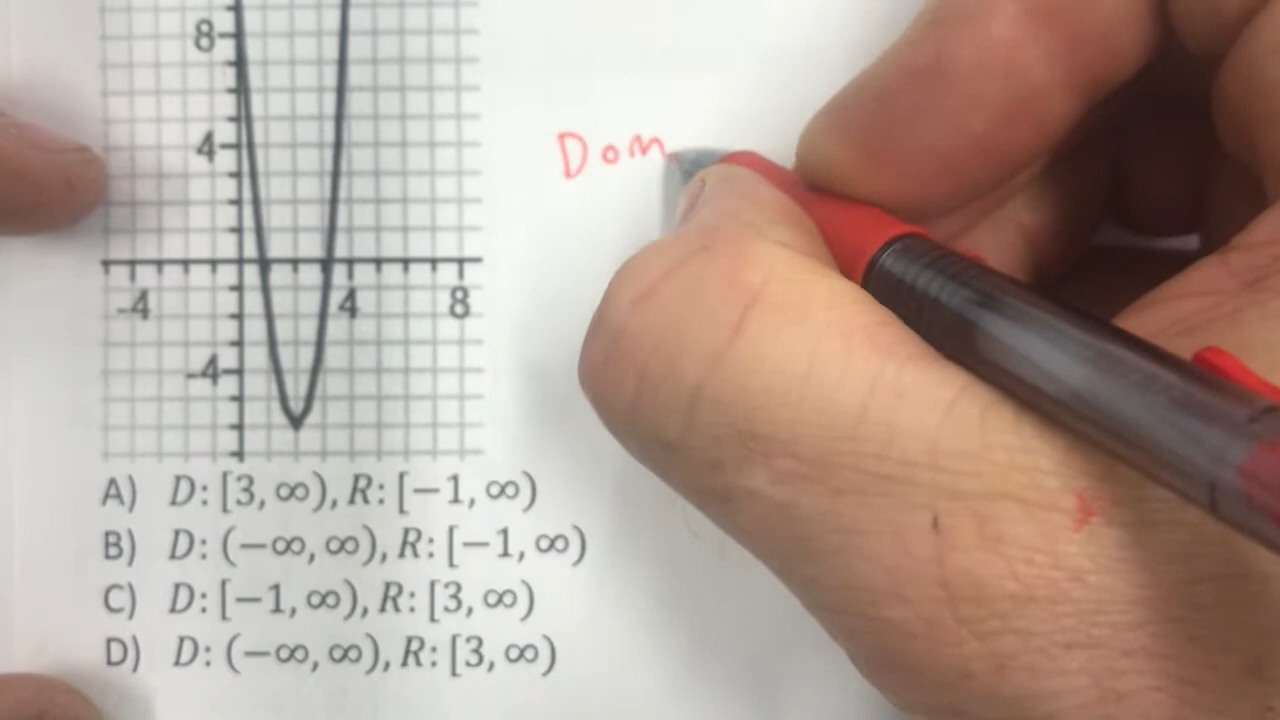 8
4
Dom
-4 4 8
-4
A) D: [3, ∞), R: [−1, ∞)
B) D: (−∞, ∞), R: [−1, ∞)
C) D: [−1, ∞), R: [3, ∞)
D) D: (−∞, ∞), R: [3, ∞)